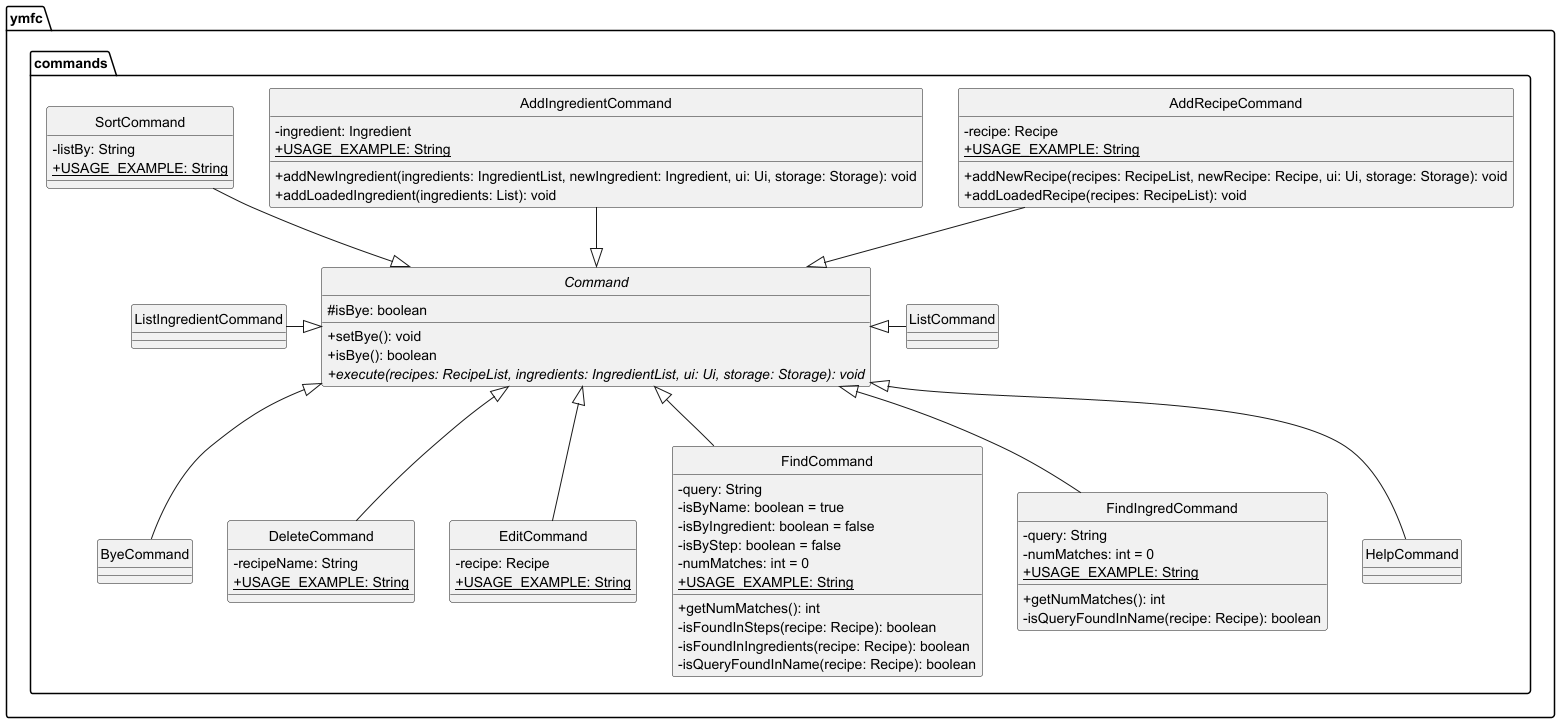 ymfc
commands
SortCommand
-listBy: String
+USAGE_EXAMPLE: String
AddIngredientCommand
-ingredient: Ingredient
+USAGE_EXAMPLE: String
+addNewIngredient(ingredients: IngredientList, newIngredient: Ingredient, ui: Ui, storage: Storage): void
+addLoadedIngredient(ingredients: List): void
AddRecipeCommand
-recipe: Recipe
+USAGE_EXAMPLE: String
+addNewRecipe(recipes: RecipeList, newRecipe: Recipe, ui: Ui, storage: Storage): void
+addLoadedRecipe(recipes: RecipeList): void
ListIngredientCommand
Command
#isBye: boolean
+setBye(): void
+isBye(): boolean
+execute(recipes: RecipeList, ingredients: IngredientList, ui: Ui, storage: Storage): void
ListCommand
ByeCommand
DeleteCommand
-recipeName: String
+USAGE_EXAMPLE: String
EditCommand
-recipe: Recipe
+USAGE_EXAMPLE: String
FindCommand
-query: String
-isByName: boolean = true
-isByIngredient: boolean = false
-isByStep: boolean = false
-numMatches: int = 0
+USAGE_EXAMPLE: String
+getNumMatches(): int
-isFoundInSteps(recipe: Recipe): boolean
-isFoundInIngredients(recipe: Recipe): boolean
-isQueryFoundInName(recipe: Recipe): boolean
FindIngredCommand
-query: String
-numMatches: int = 0
+USAGE_EXAMPLE: String
+getNumMatches(): int
-isQueryFoundInName(recipe: Recipe): boolean
HelpCommand